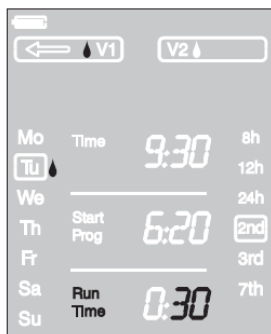 V1 V2
Mo Time 9:30 8h
Tu 12h
We 24h
Th Start Prog 6:20 2nd
Fr 3rd
Sa Run Time 0:30 7th
Su